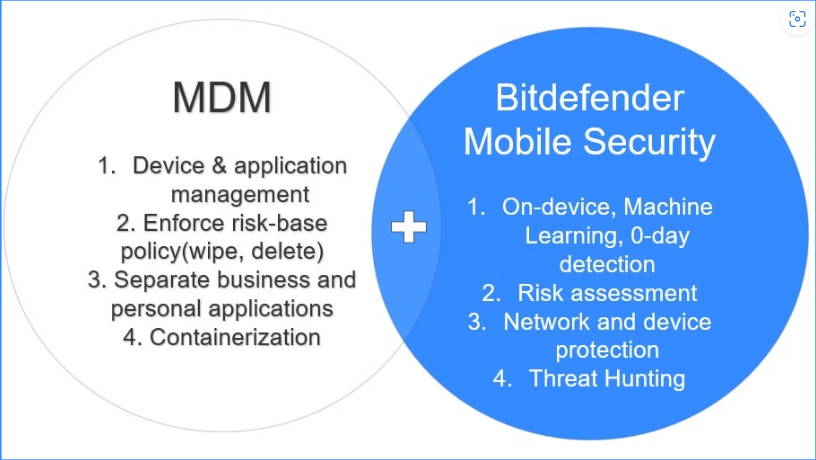 MDM
1. Device & application
management
2. Enforce risk-base
policy(wipe, delete)
3. Separate business and
personal applications
4. Containerization
Bitdefender
Mobile Security
1. On-device, Machine
Learning, 0-day
detection
2. Risk assessment
3. Network and device
protection
4. Threat Hunting